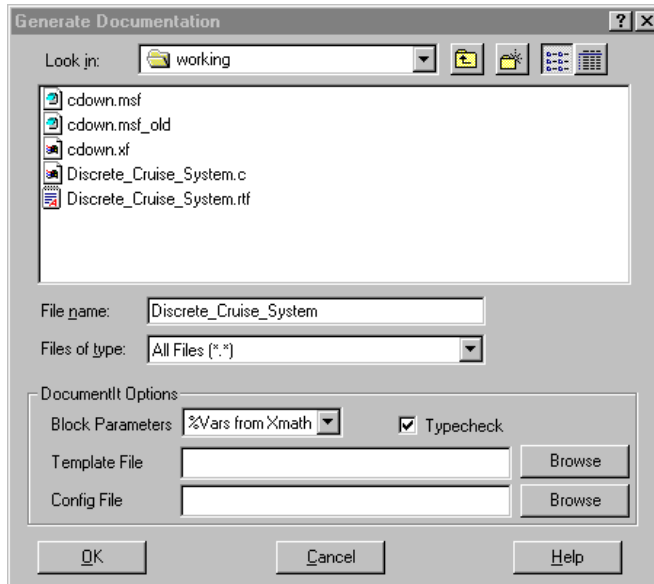 Generate Documentation
Look in: working
cdown.msf
cdown.msf_old
cdown.xf
Discrete_Cruise_System.c
Discrete_Cruise_System.rtf
File name: Discrete_Cruise_System
Files of type: All Files (*.*)
DocumentIt Options
Block Parameters %Vars from Xmath Typecheck
Template File Browse
Config File Browse
OK Cancel Help